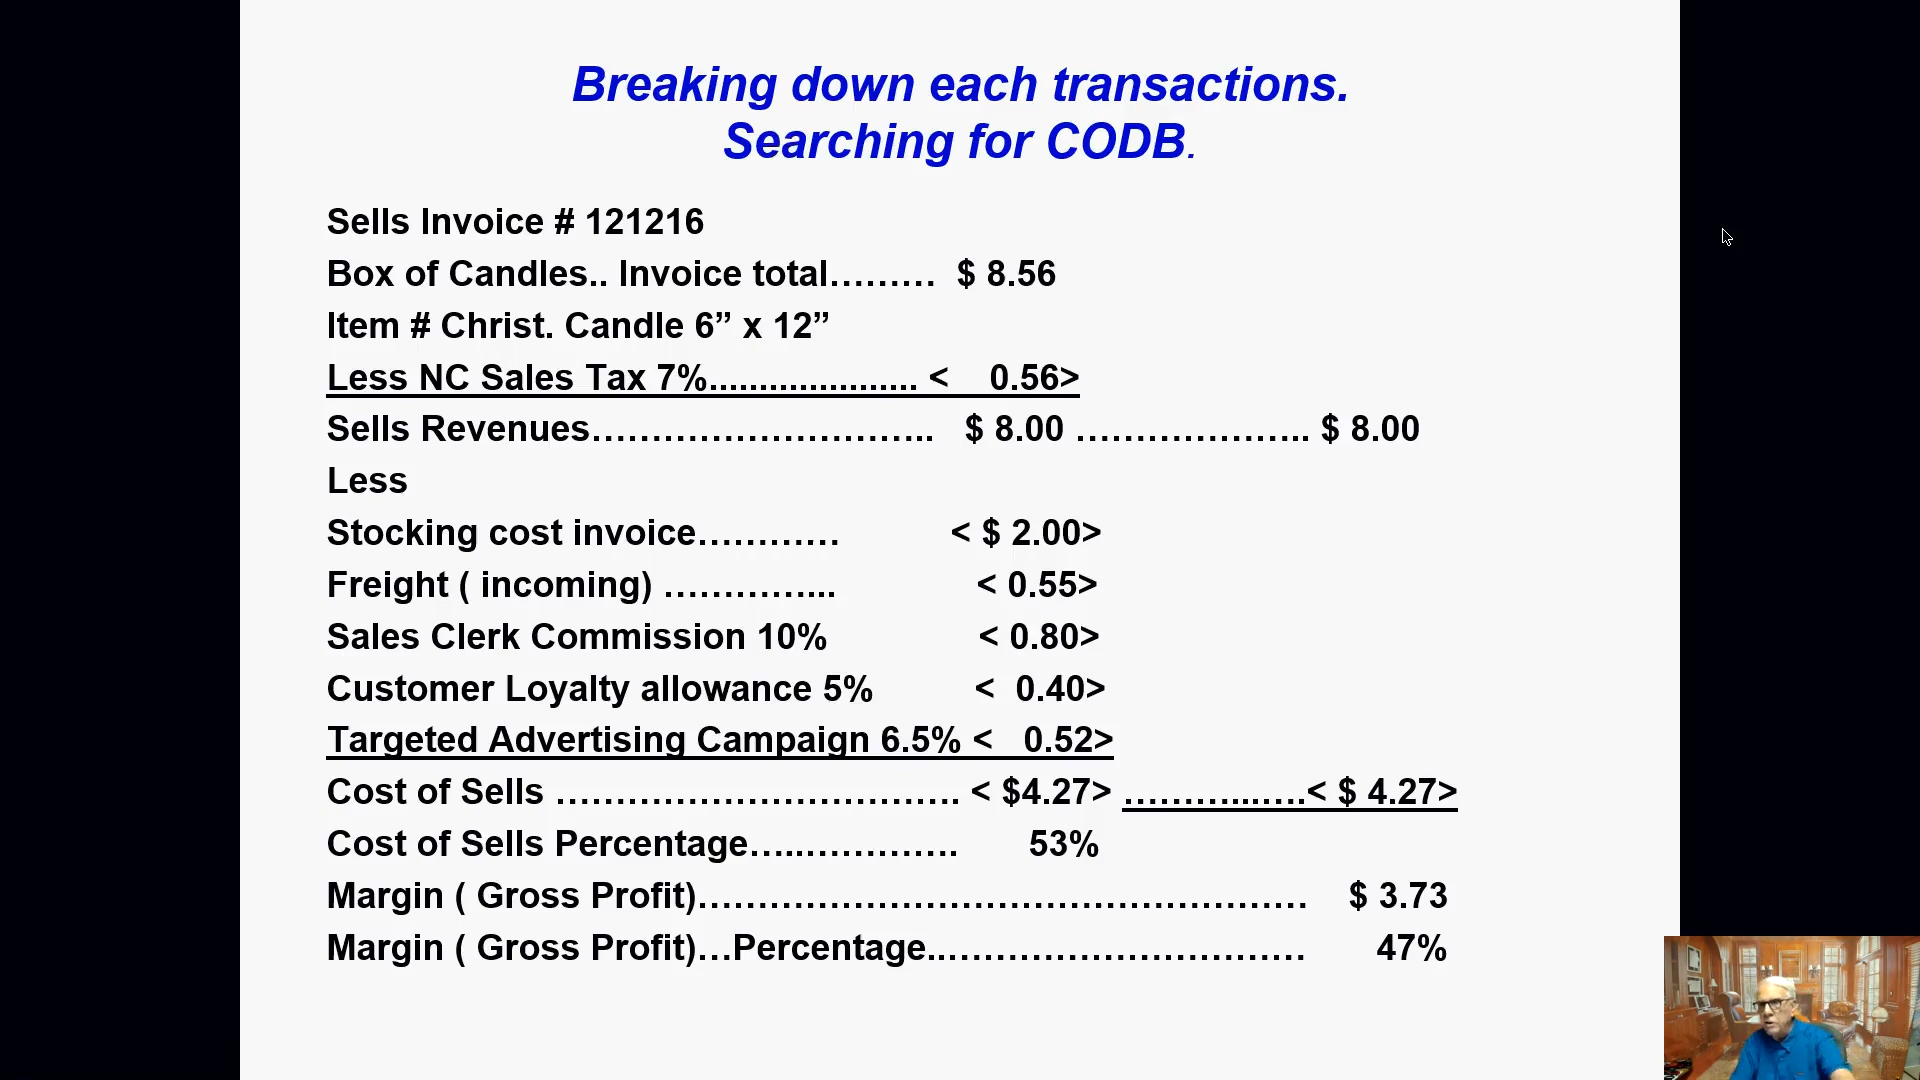 Breaking down each transactions.
Searching for CODB.
Sells Invoice # 121216
Box of Candles.. Invoice total……… $ 8.56
Item # Christ. Candle 6” x 12”
Less NC Sales Tax 7%..................... < 0.56>
Sells Revenues……………………….. $ 8.00 ……………….. $ 8.00
Less
Stocking cost invoice………… < $ 2.00>
Freight ( incoming) …………... < 0.55>
Sales Clerk Commission 10% < 0.80>
Customer Loyalty allowance 5% < 0.40>
Targeted Advertising Campaign 6.5% < 0.52>
Cost of Sells ……………………………. < $4.27> ………...….< $ 4.27>
Cost of Sells Percentage…..…………. 53%
Margin ( Gross Profit)…………………………………………… $ 3.73
Margin ( Gross Profit)…Percentage..………………………… 47%